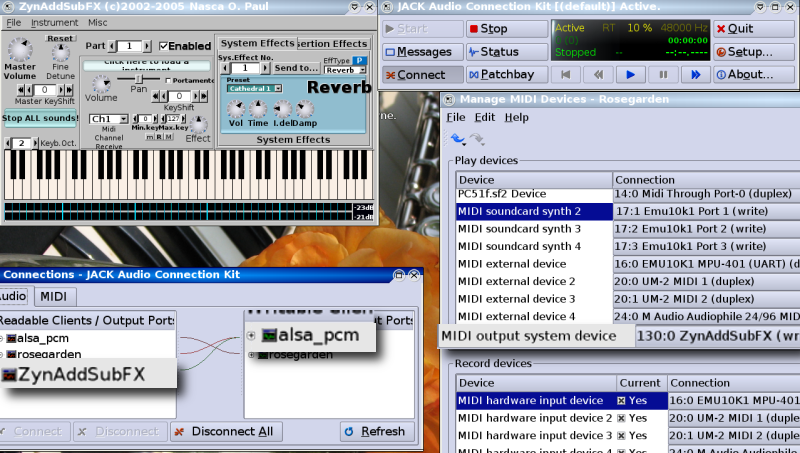 ZynAddSubFX (c)2002-2005 Nasca O. Paul
File Instrument Misc
Master Volume
Reset
Fine Detune
0
Master KeyShift
Stop ALL sounds!
2 Keyb.Oct.
Part 1 Enabled
Click here to load a
Volume
Pan
Portamento
0
KeyShift
Ch1
Midi Channel Receive
0 127
Min.key Max.key
m R M
Effect
System Effects
sertion Effects
Sys.Effect No.
1 Send to...
EffType P
Reverb
Preset
Cathedral 1
Reverb
Vol Time I.del Damp
System Effects
-23dB
-21dB
JACK Audio Connection Kit [(default)] Active.
Start Stop
Active RT 10 % 48000 Hz
00:00:00
Stopped -- --:--.----
Quit
Messages Status Setup...
Connect Patchbay About...
ne.
Manage MIDI Devices - Rosegarden
File Edit Help
Play devices
Device Connection
PC51f.sf2 Device 14:0 Midi Through Port-0 (duplex)
MIDI soundcard synth 2 17:1 Emu10k1 Port 1 (write)
MIDI soundcard synth 3 17:2 Emu10k1 Port 2 (write)
MIDI soundcard synth 4 17:3 Emu10k1 Port 3 (write)
MIDI external device 16:0 EMU10K1 MPU-401 (UART) (d
MIDI external device 2 20:0 UM-2 MIDI 1 (duplex)
MIDI external device 3 20:1 UM-2 MIDI 2 (duplex)
MIDI external device 4 24:0 M Audio Audiophile 24/96 MID
MIDI output system device 130:0 ZynAddSubFX (wr
Record devices
Device Current Connection
MIDI hardware input device Yes 16:0 EMU10K1 MPU-401
MIDI hardware input device 2 Yes 20:0 UM-2 MIDI 1 (duple
MIDI hardware input device 3 Yes 20:1 UM-2 MIDI 2 (duple
MIDI hardware input device 4 Yes 24:0 M Audio Audiophile
Connections - JACK Audio Connection Kit
udio MIDI
Readable Clients / Output Ports
alsa_pcm
rosegarden
ZynAddSubFX
ut Ports
alsa_pcm
rosegarden
Connect Disconnect Disconnect All Refresh